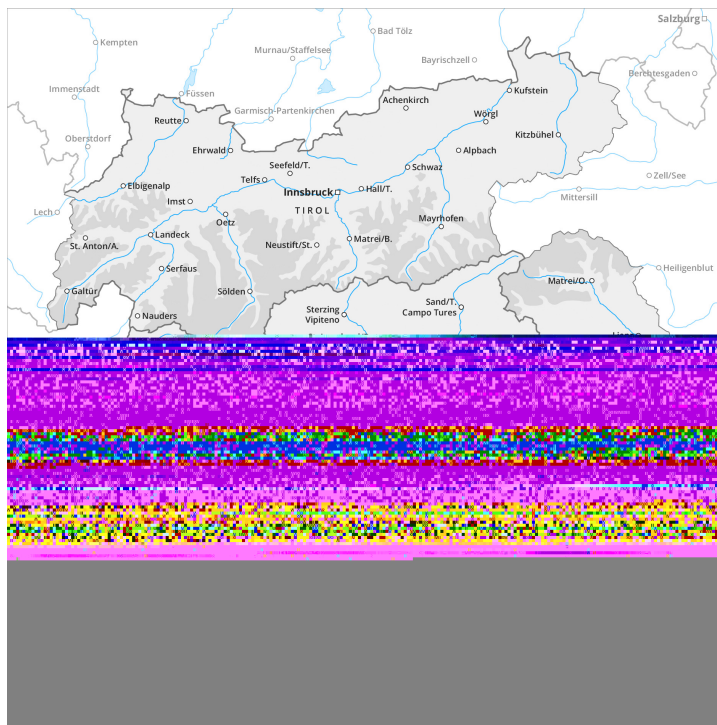 Salzburg
Bad Tölz
Kempten
Murnau/Staffelsee
Bayrischzell
Berchtesgaden
Immenstadt
Füssen
Kufstein
Achenkirch
Garmisch-Partenkirchen
Wörgl
Reutte
Kitzbühel
Oberstdorf
Ehrwald
Alpbach
Seefeld/T.
Schwaz
Zell/See
Telfs
Elbigenalp
Innsbruck
Hall/T.
Mittersill
Imst
TIROL
Lech
Oetz
Mayrhofen
Landeck
Matrei/B.
St. Anton/A.
Neustift/St.
Serfaus
Heiligenblut
Matrei/O.
Galtür
Sölden
Sand/T.
Campo Tures
Sterzing
Vipiteno
Nauders